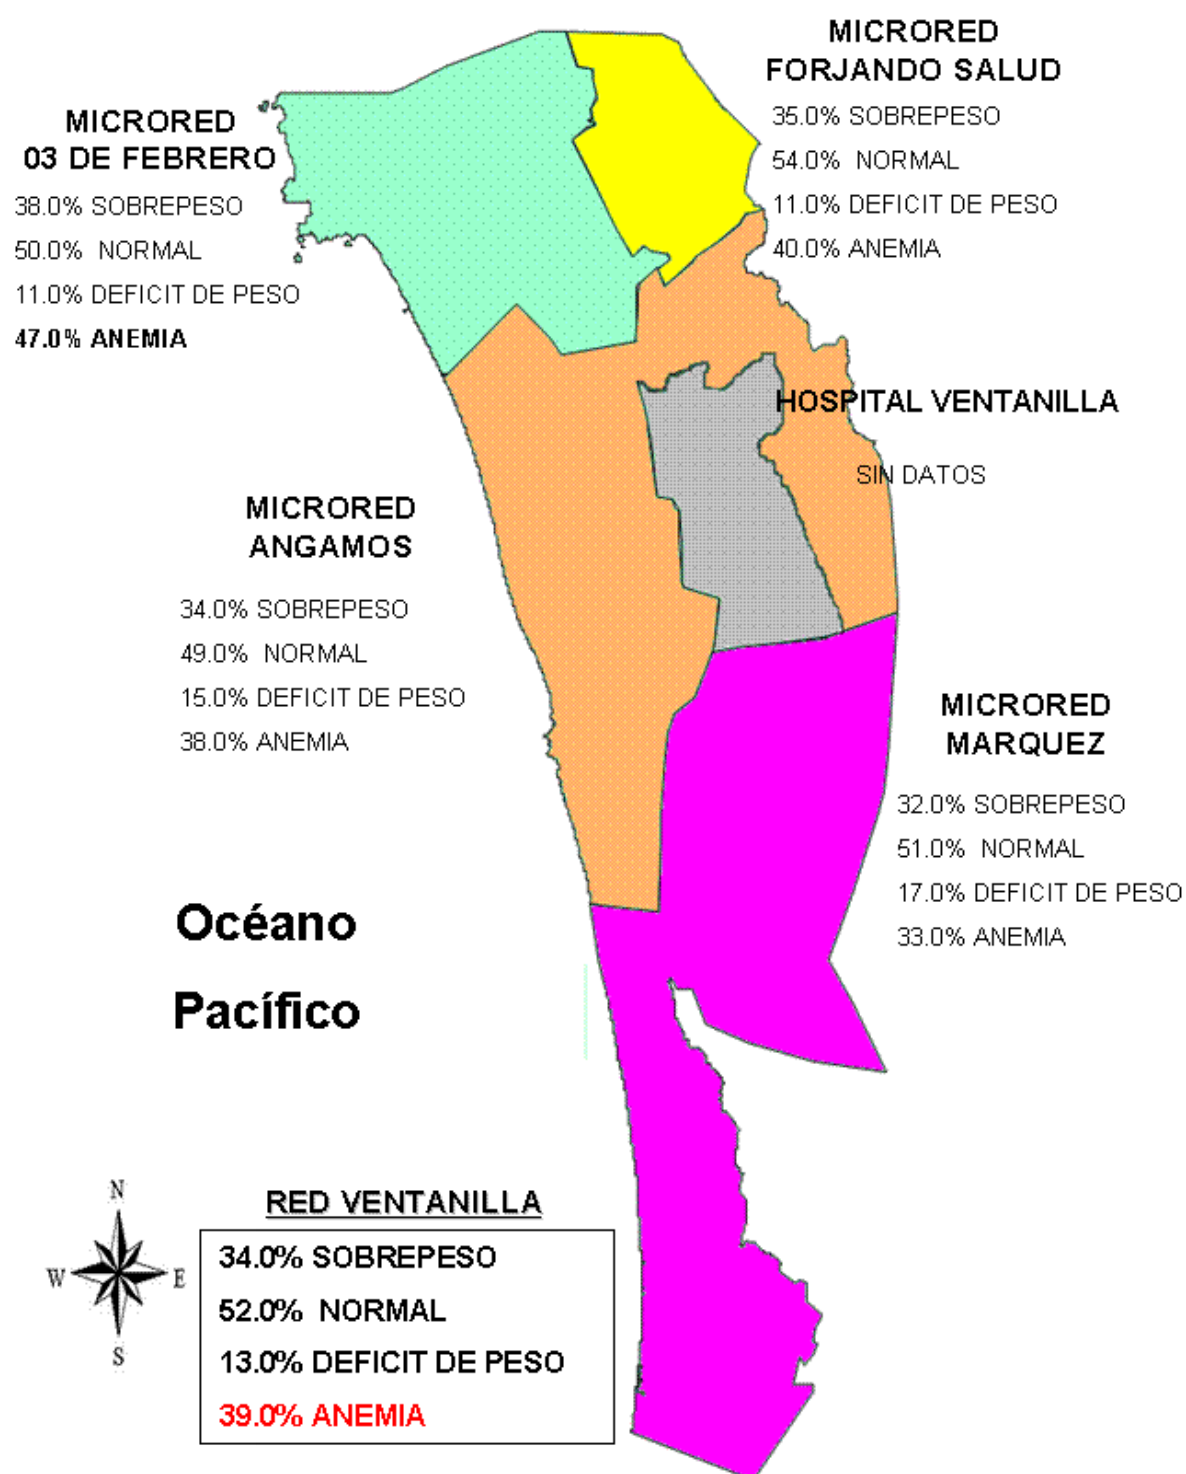 MICRORED
FORJANDO SALUD
35.0% SOBREPESO
54.0% NORMAL
11.0% DEFICIT DE PESO
40.0% ANEMIA
MICRORED
03 DE FEBRERO
38.0% SOBREPESO
50.0% NORMAL
11.0% DEFICIT DE PESO
47.0% ANEMIA
HOSPITAL VENTANILLA
SIN DATOS
MICRORED
ANGAMOS
34.0% SOBREPESO
49.0% NORMAL
15.0% DEFICIT DE PESO
38.0% ANEMIA
MICRORED
MARQUEZ
32.0% SOBREPESO
51.0% NORMAL
17.0% DEFICIT DE PESO
33.0% ANEMIA
Océano
Pacífico
N
W
E
S
RED VENTANILLA
34.0% SOBREPESO
52.0% NORMAL
13.0% DEFICIT DE PESO
39.0% ANEMIA